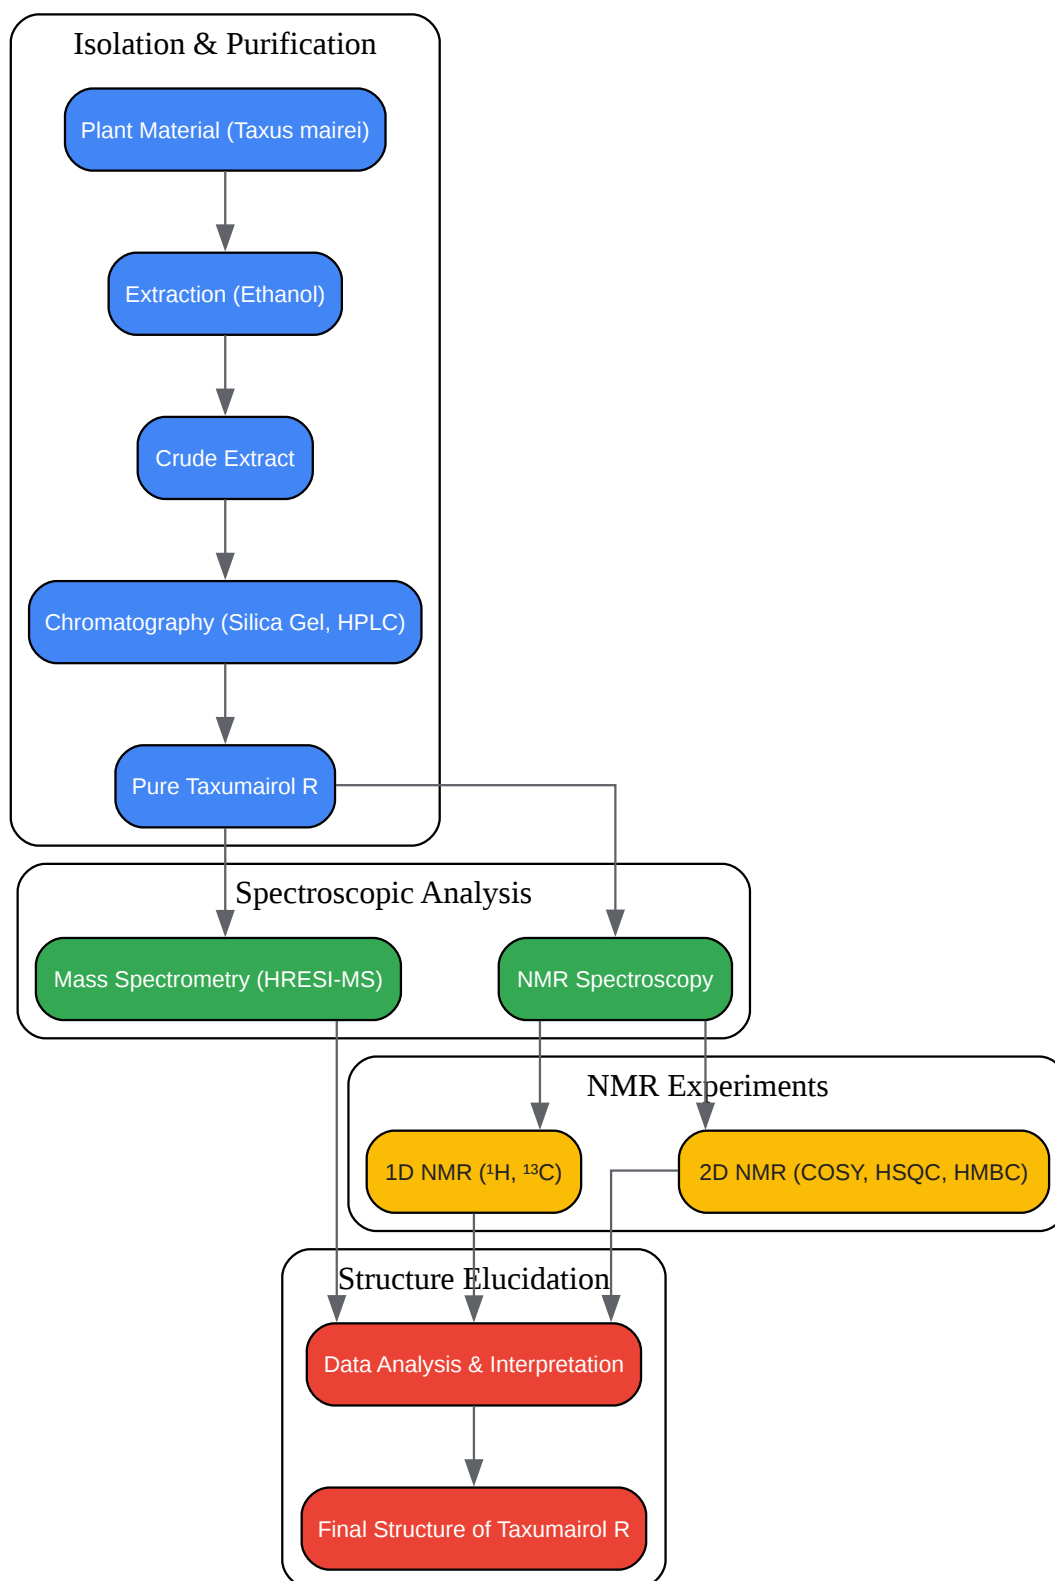 Isolation & Purification
Plant Material (Taxus mairei)
Extraction (Ethanol)
Crude Extract
Chromatography (Silica Gel, HPLC)
Pure Taxumairol R
Spectroscopic Analysis
Mass Spectrometry (HRESI-MS)
NMR Spectroscopy
NMR Experiments
1D NMR (¹H, ¹³C)
2D NMR (COSY, HSQC, HMBC)
Structure Elucidation
Data Analysis & Interpretation
Final Structure of Taxumairol R